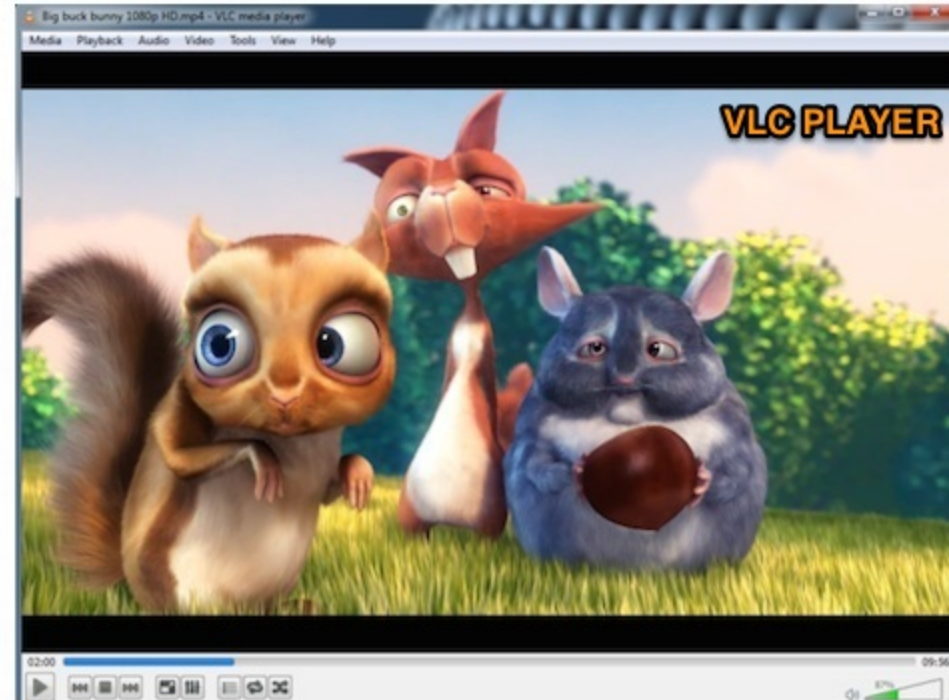 Big buck bunny 1080p HD.mp4 - VLC media player
Media Playback Audio Video Tools View Help
VLC PLAYER
02:00
09:56
87%